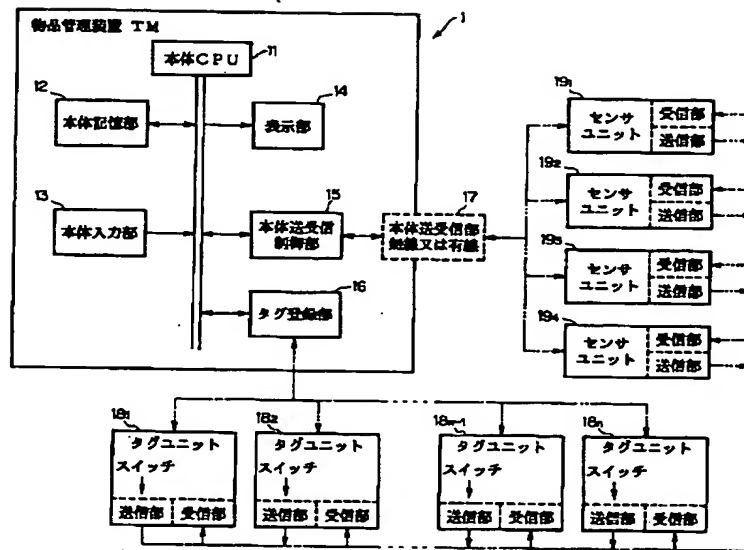 物品管理装置 TM
1
本体CPU
11
12
本体記憶部
14
表示部
13
本体入力部
15
本体送受信
制御部
17
本体送受信部
無線又は有線
16
タグ登録部
19₁
センサ
ユニット
受信部
送信部
19₂
センサ
ユニット
受信部
送信部
19₃
センサ
ユニット
受信部
送信部
19₄
センサ
ユニット
受信部
送信部
18₁
タグユニット
スイッチ
送信部
受信部
18₂
タグユニット
スイッチ
送信部
受信部
18n-1
タグユニット
スイッチ
送信部
受信部
18n
タグユニット
スイッチ
送信部
受信部